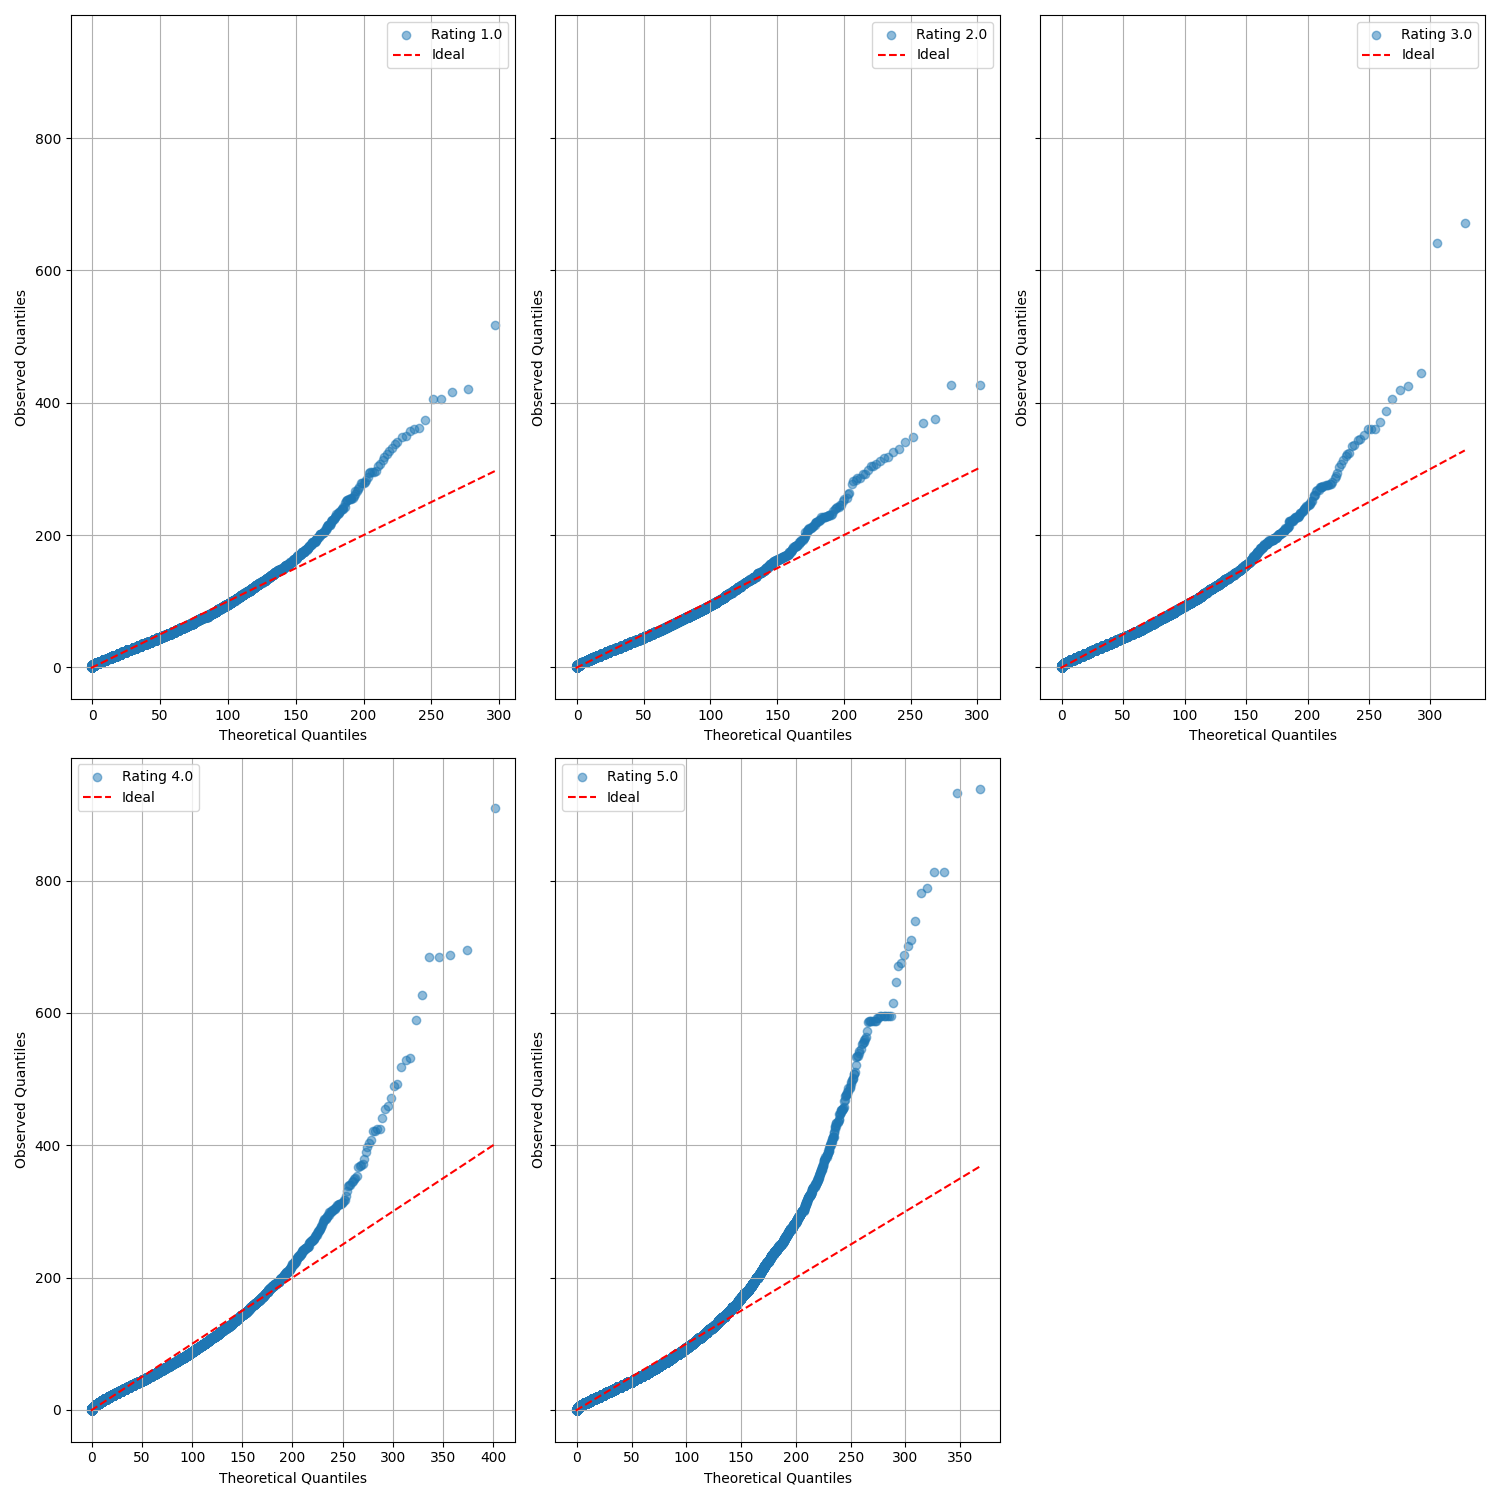 Rating 1.0
Ideal
Rating 2.0
Ideal
Rating 3.0
Ideal
800
600
400
200
0
Observed Quantiles
Observed Quantiles
Observed Quantiles
0 50 100 150 200 250 300
0 50 100 150 200 250 300
0 50 100 150 200 250 300
Theoretical Quantiles
Theoretical Quantiles
Theoretical Quantiles
Rating 4.0
Ideal
Rating 5.0
Ideal
800
600
400
200
0
Observed Quantiles
Observed Quantiles
0 50 100 150 200 250 300 350 400
0 50 100 150 200 250 300 350
Theoretical Quantiles
Theoretical Quantiles